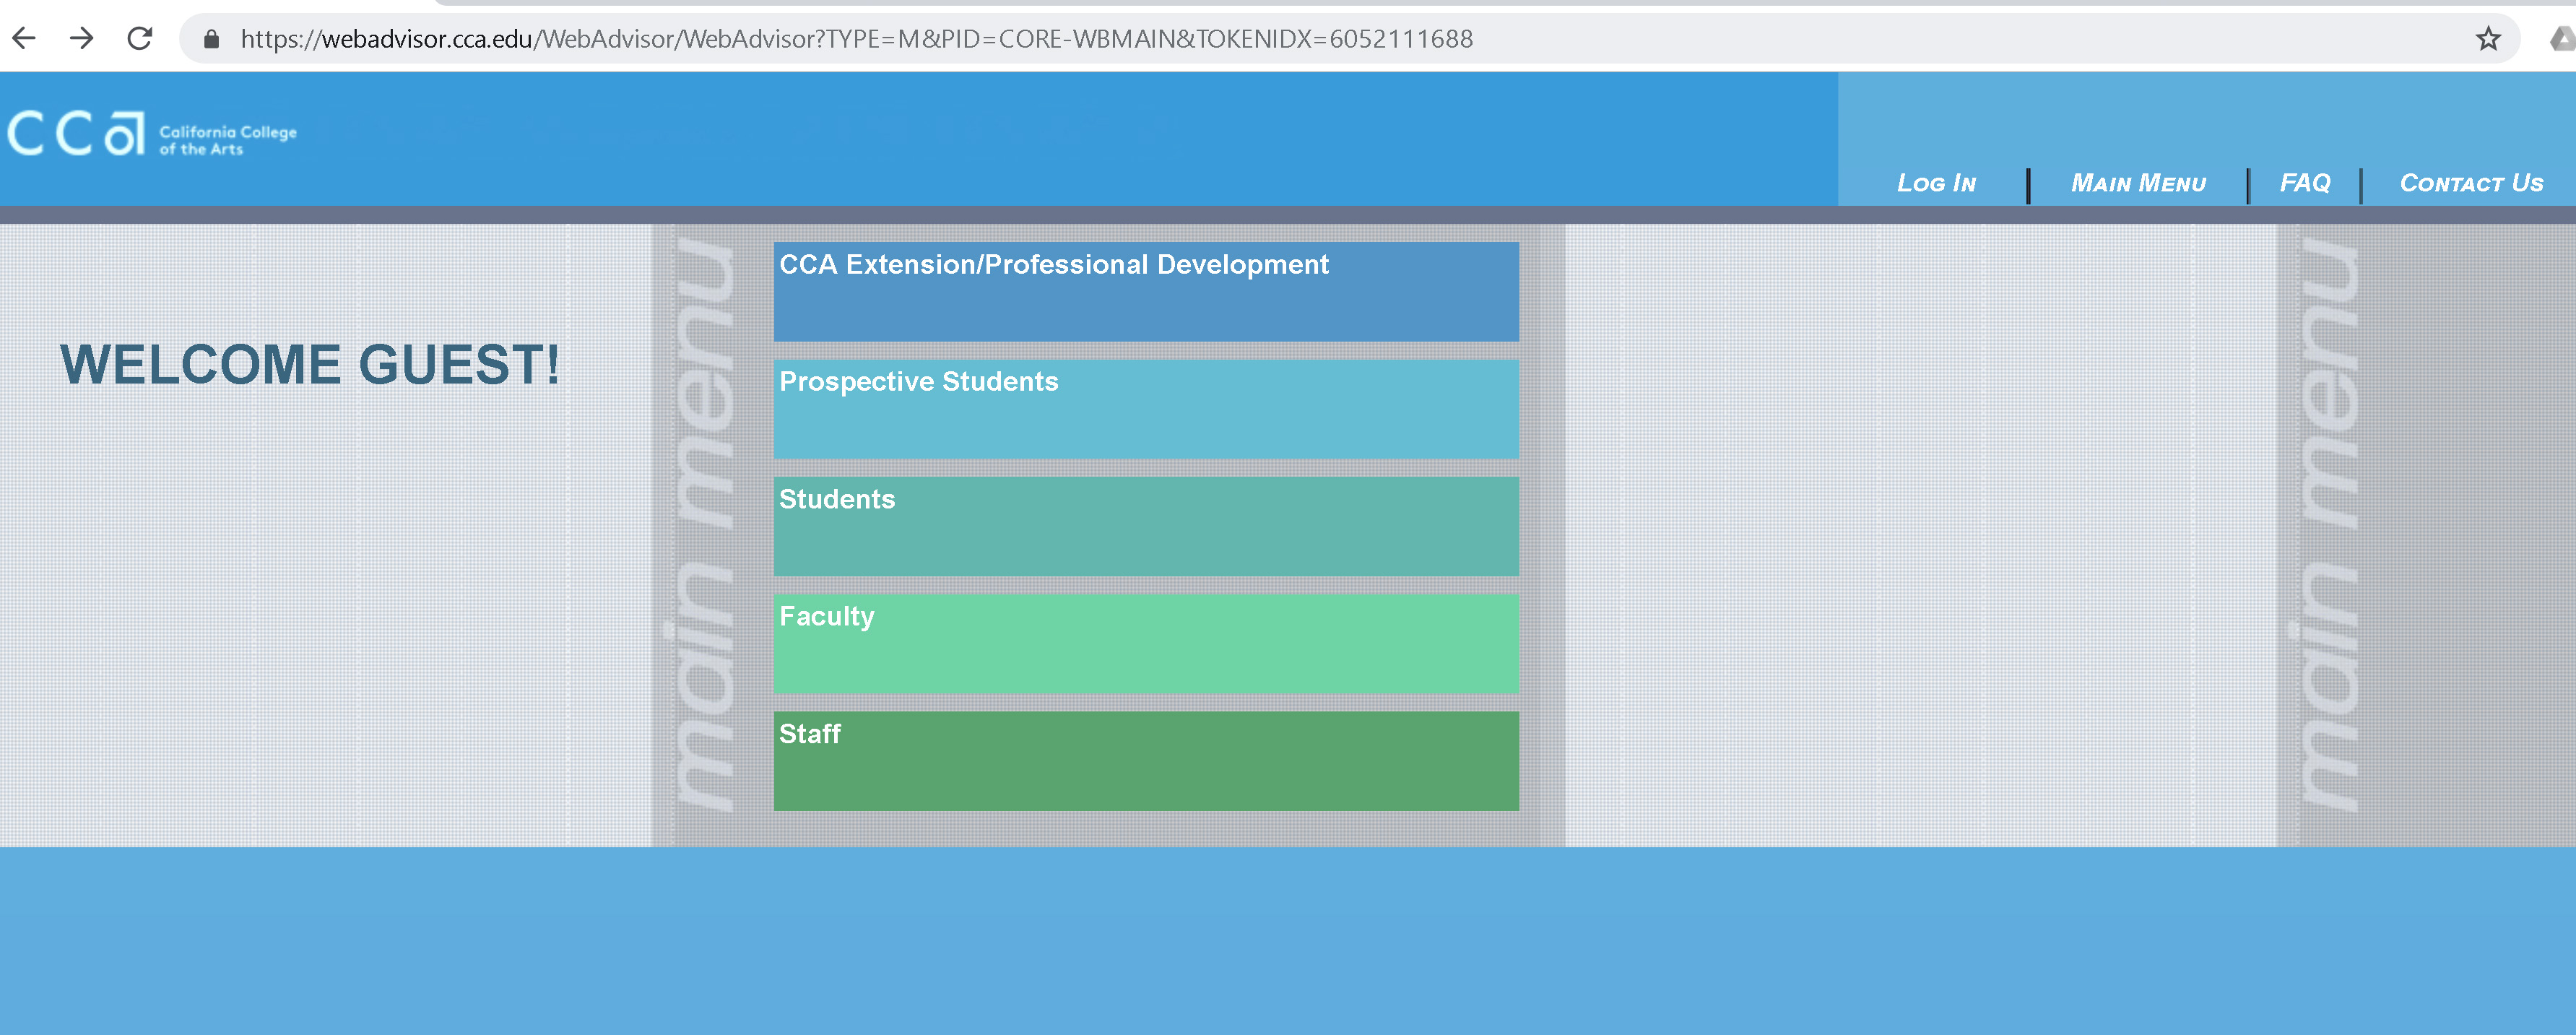 https://webadvisor.cca.edu/WebAdvisor/WebAdvisor?TYPE=M&PID=CORE-WBMAIN&TOKENIDX=6052111688
cca California College
of the Arts
LOG IN
MAIN MENU
FAQ
CONTACT US
WELCOME GUEST!
main menu
CCA Extension/Professional Development
Prospective Students
Students
Faculty
Staff
main menu